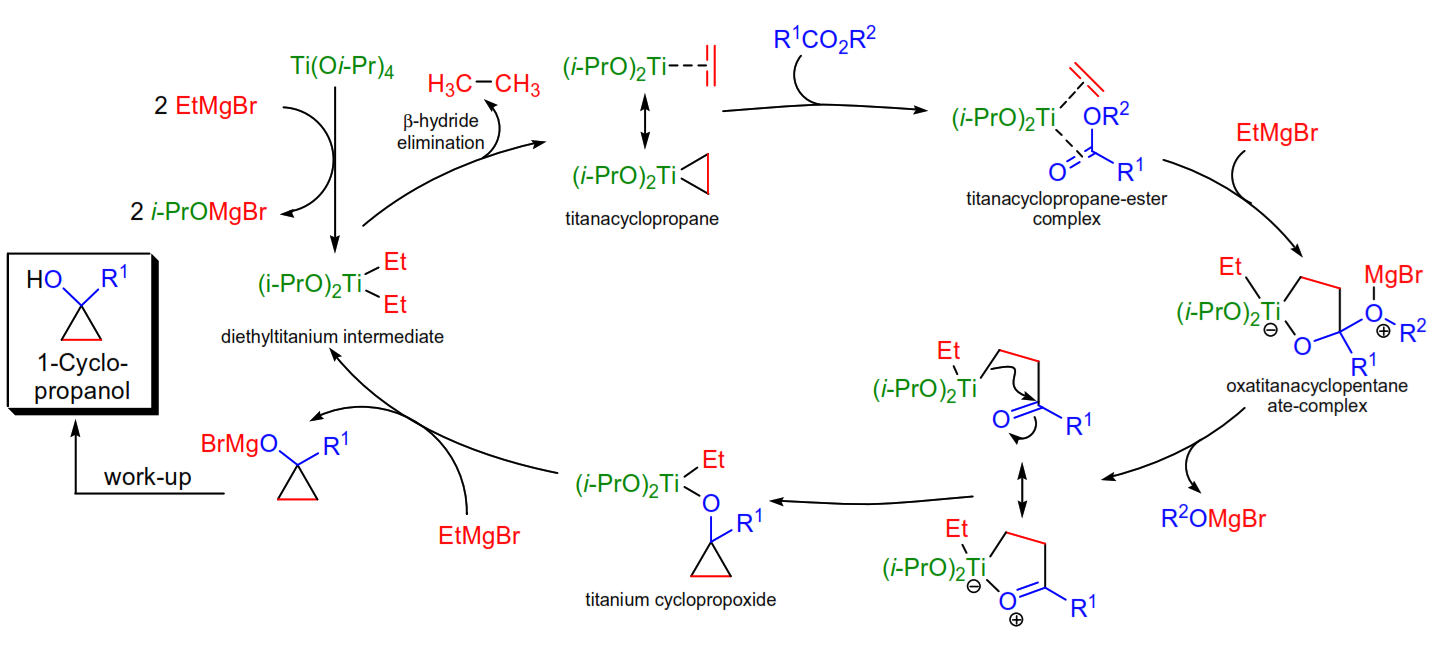 Ti(Oi-Pr)4
2 EtMgBr
2 i-PrOMgBr
H3C CH3
β-hydride
elimination
(i-PrO)2Ti
(i-PrO)2Ti
titanacyclopropane
R1CO2R2
(i-PrO)2Ti
OR2
O
R1
titanacyclopropane-ester
complex
EtMgBr
Et
MgBr
(i-PrO)2Ti
⊖
O
O
⊕
R2
R1
oxatitanacyclopentane
ate-complex
R2OMgBr
Et
(i-PrO)2Ti
O
R1
Et
(i-PrO)2Ti
⊖
O
⊕
R1
(i-PrO)2Ti
Et
O
R1
titanium cyclopropoxide
EtMgBr
(i-PrO)2Ti
Et
Et
diethyltitanium intermediate
BrMgO
R1
work-up
HO
R1
1-Cyclo-
propanol